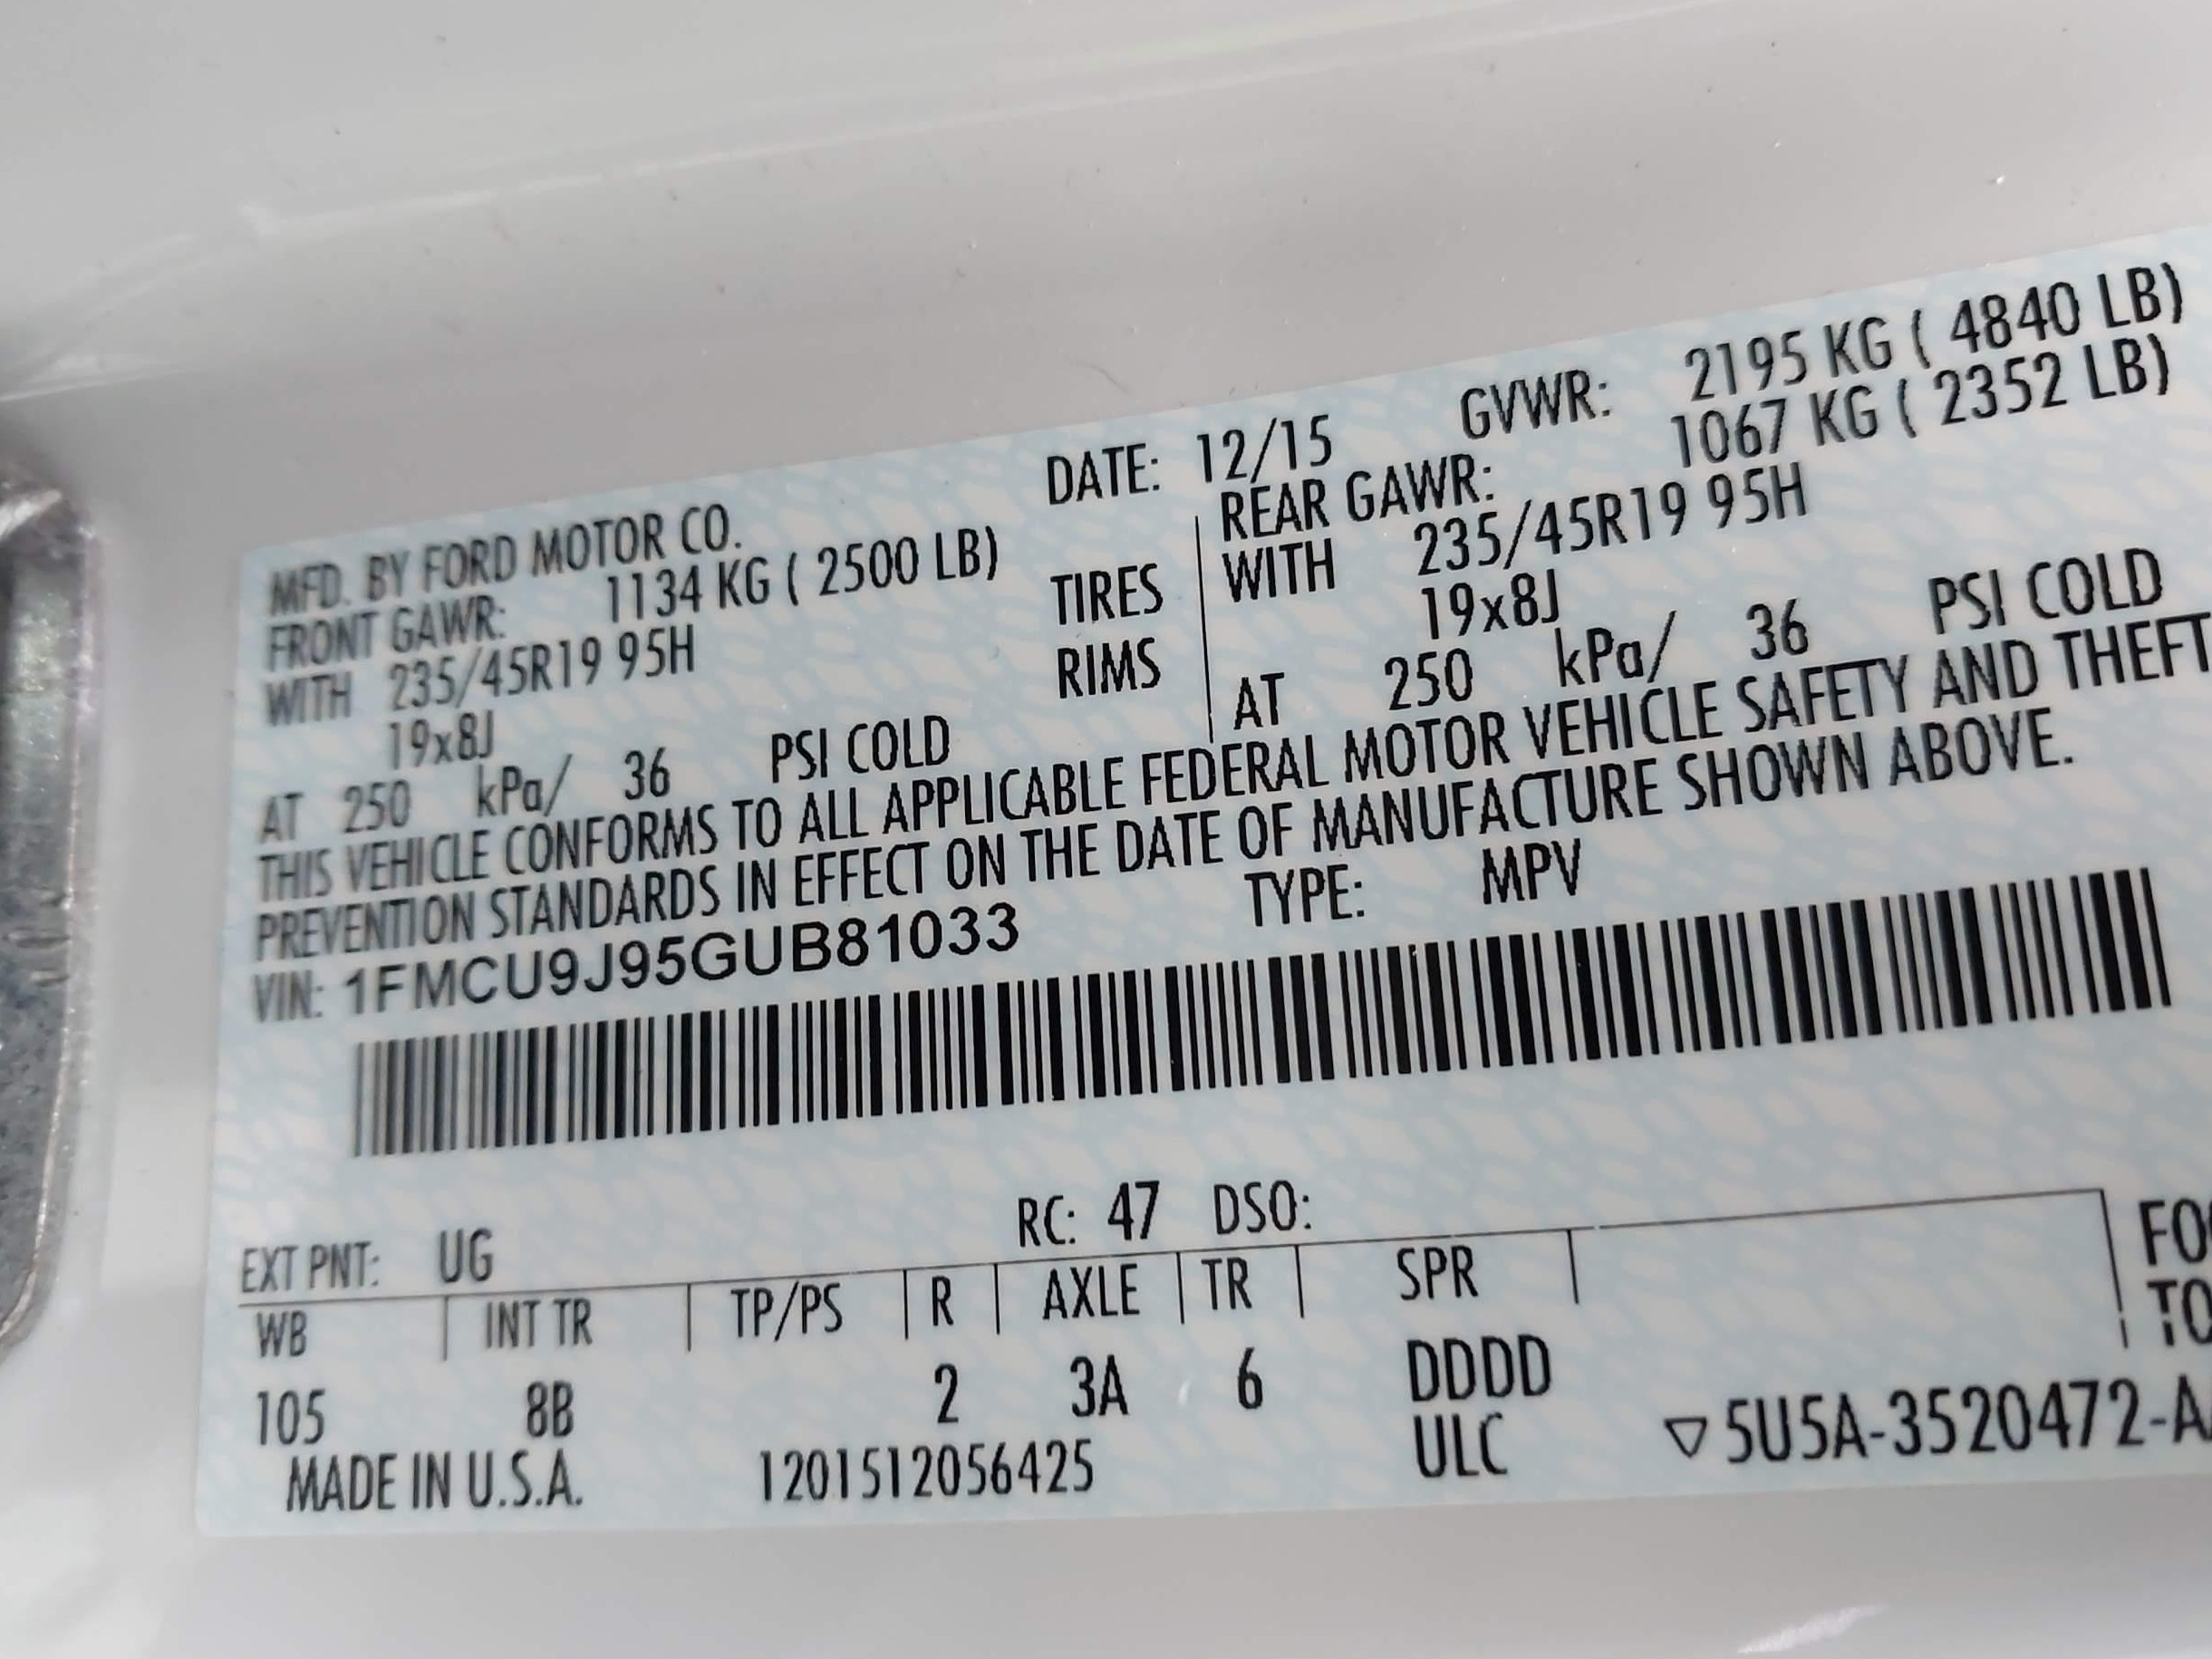 MFD. BY FORD MOTOR CO. DATE: 12/15 GVWR: 2195 KG ( 4840 LB)
FRONT GAWR: 1134 KG ( 2500 LB) REAR GAWR: 1067 KG ( 2352 LB)
WITH 235/45R19 95H TIRES WITH 235/45R19 95H
19x8J RIMS 19x8J
AT 250 kPa/ 36 PSI COLD AT 250 kPa/ 36 PSI COLD
THIS VEHICLE CONFORMS TO ALL APPLICABLE FEDERAL MOTOR VEHICLE SAFETY AND THEFT
PREVENTION STANDARDS IN EFFECT ON THE DATE OF MANUFACTURE SHOWN ABOVE.
VIN: 1FMCU9J95GUB81033 TYPE: MPV
EXT PNT: UG RC: 47 DSO:
WB INT TR TP/PS R AXLE TR SPR
105 8B 2 3A 6 DDDD
MADE IN U.S.A. 1201512056425 ULC ▽5U5A-3520472-A